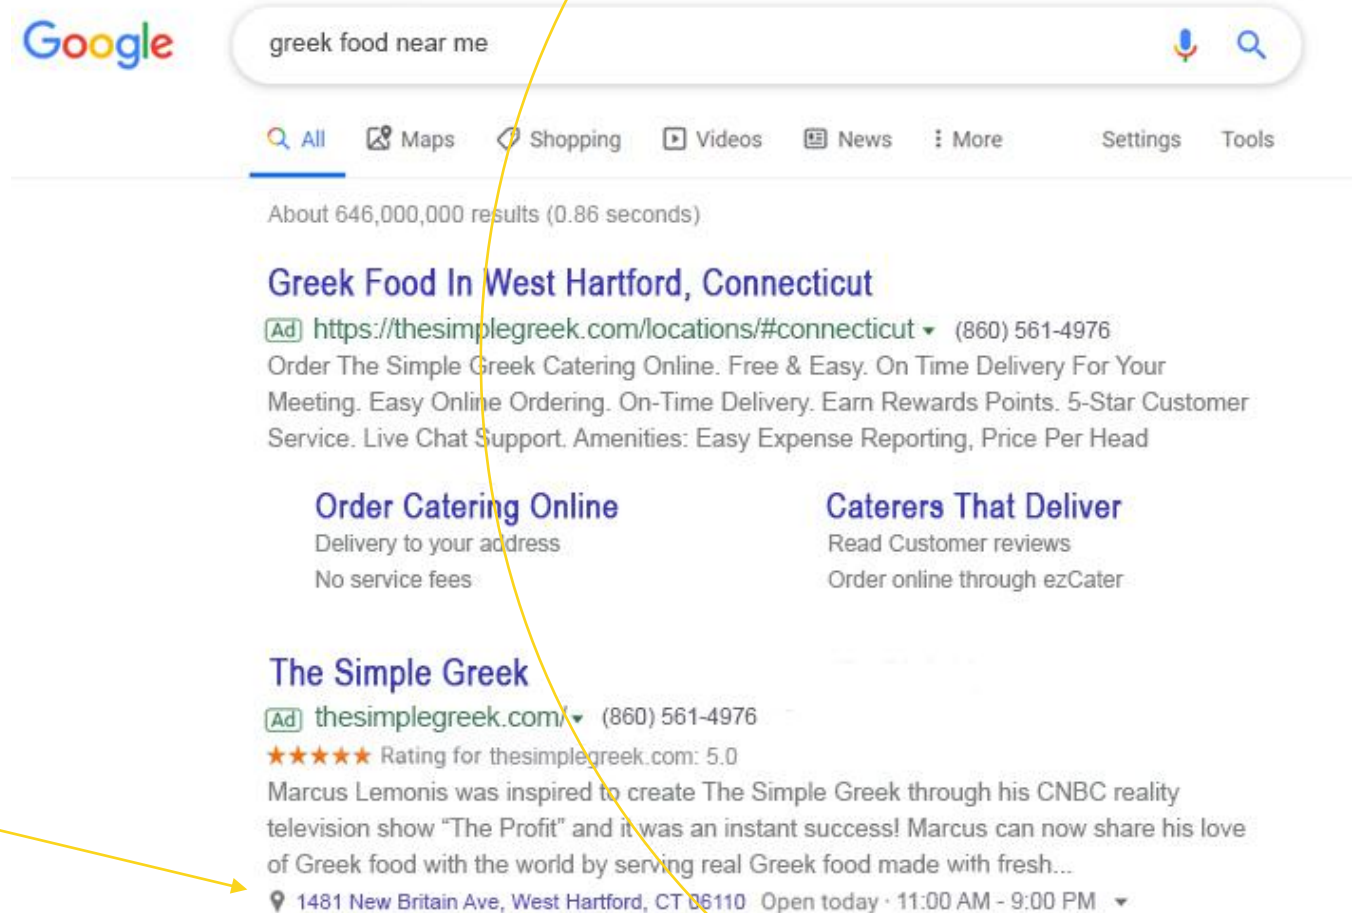 Google
greek food near me
All Maps Shopping Videos News More Settings Tools
About 646,000,000 results (0.86 seconds)
Greek Food In West Hartford, Connecticut
Ad https://thesimplegreek.com/locations/#connecticut (860) 561-4976
Order The Simple Greek Catering Online. Free & Easy. On Time Delivery For Your
Meeting. Easy Online Ordering. On-Time Delivery. Earn Rewards Points. 5-Star Customer
Service. Live Chat Support. Amenities: Easy Expense Reporting, Price Per Head
Order Catering Online
Delivery to your address
No service fees
Caterers That Deliver
Read Customer reviews
Order online through ezCater
The Simple Greek
Ad thesimplegreek.com/ (860) 561-4976
★★★★★ Rating for thesimplegreek.com: 5.0
Marcus Lemonis was inspired to create The Simple Greek through his CNBC reality
television show “The Profit” and it was an instant success! Marcus can now share his love
of Greek food with the world by serving real Greek food made with fresh...
1481 New Britain Ave, West Hartford, CT 06110 Open today · 11:00 AM - 9:00 PM